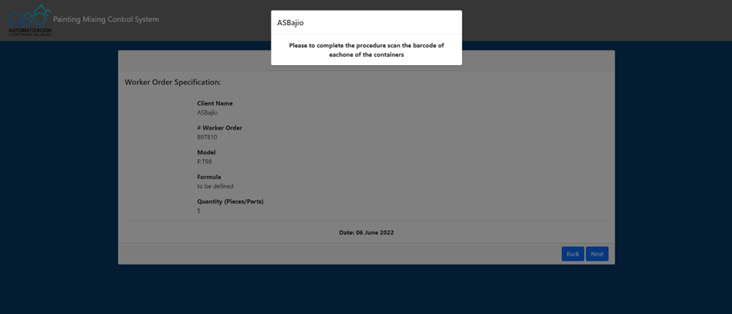 AUTOMATIZACIÓN
Painting Mixing Control System
ASBajio
Please to complete the procedure scan the barcode of
eachone of the containers
Worker Order Specification:
Client Name
ASBajio
# Worker Order
897810
Model
P.T98
Formula
to be defined
Quantity (Pieces/Parts)
5
Date: 06 June 2022
Back
Next